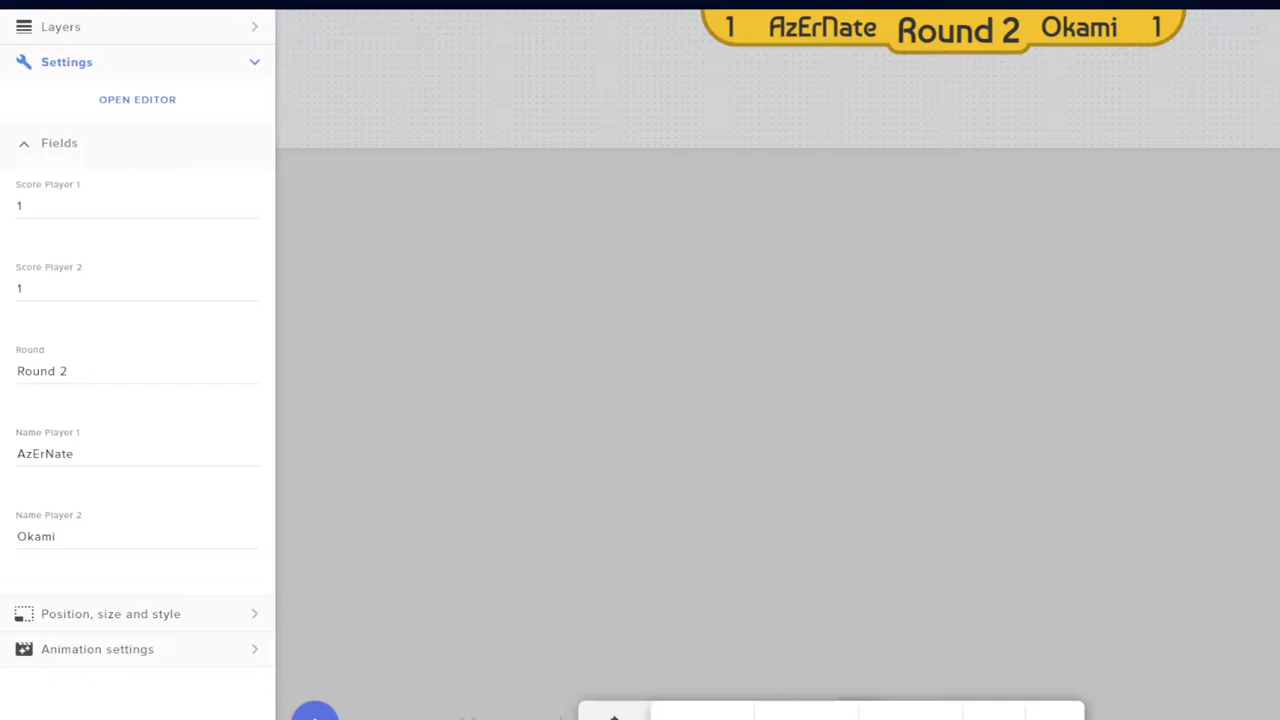 Layers
Settings
OPEN EDITOR
Fields
Score Player 1
1
Score Player 2
1
Round
Round 2
Name Player 1
AzErNate
Name Player 2
Okami
Position, size and style
Animation settings
1 AzErNate Round 2 Okami 1